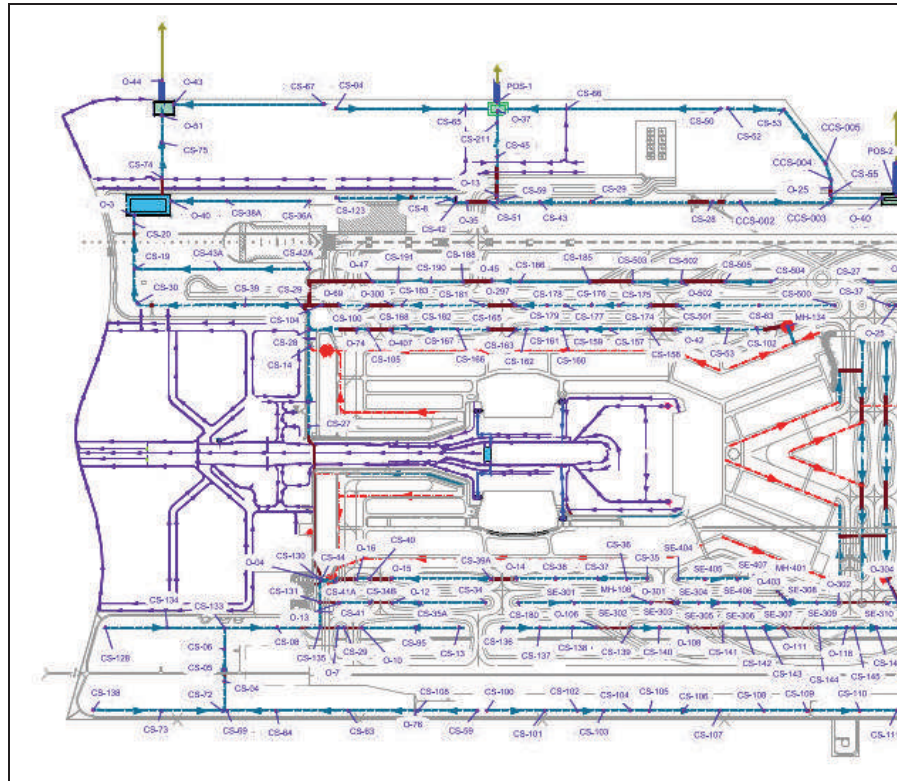 O-44 O-43 CS-67 CS-04 POS-1 CS-66
O-51 CS-65 O-37 CS-50 CS-52 CS-53
CS-211 CCS-005
CS-75 CS-45 CCS-004 POS-2
CS-74 O-13 CS-59 CS-29 O-25 CS-55
O-3 O-40 CS-38A CS-36A CS-123 CS-6 O-35 CS-51 CS-43 CS-28 CCS-002 CCS-003 O-40
CS-20 CS-42
CS-19 CS-43A CS-42A O-47 CS-191 CS-188 O-45 CS-185 CS-503 CS-502 CS-505
CS-190 CS-186 CS-504 CS-27
CS-30 CS-39 CS-29 O-69 O-300 CS-183 CS-181 O-297 CS-178 CS-176 CS-175 O-502 CS-500 CS-37
CS-104 CS-100 CS-188 CS-182 CS-165 CS-179 CS-177 CS-174 CS-501 CS-63 MH-134
CS-28 O-74 O-407 CS-167 CS-163 CS-161 CS-159 CS-157 O-42 CS-53 CS-102 O-25
CS-14 CS-105 CS-166 CS-162 CS-160 CS-158
CS-27
CS-130 CS-44 O-16 CS-40 CS-36 CS-35 SE-404
O-04 O-15 CS-39A O-14 CS-38 CS-37 SE-405 SE-407 MH-401 O-302 O-304
CS-131 CS-41A CS-34B O-12 CS-34 SE-301 MH-106 O-301 SE-304 SE-406 O-403 SE-308
CS-134 CS-133 O-13 CS-41 CS-35A CS-180 O-106 SE-302 SE-303 SE-305 SE-306 SE-307 SE-309 SE-310
CS-06 CS-08 CS-29 CS-95 CS-136
CS-128 CS-135 O-10 CS-13 CS-137 CS-138 CS-139 CS-140 O-108 CS-141 O-111 O-118
CS-05 O-7 CS-142 CS-145
CS-04 CS-143 CS-144
CS-138 CS-72 CS-108 CS-100 CS-102 CS-104 CS-105 CS-106 CS-108 CS-109 CS-110
CS-73 CS-69 CS-64 CS-63 O-76 CS-59 CS-101 CS-103 CS-107 CS-111
P